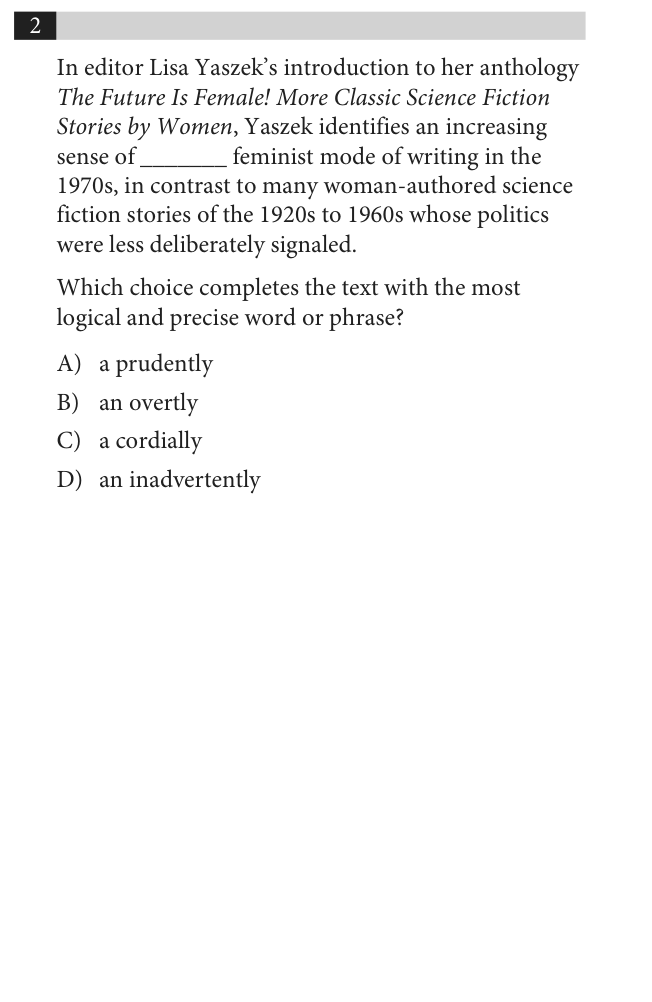 2
In editor Lisa Yaszek’s introduction to her anthology
The Future Is Female! More Classic Science Fiction
Stories by Women, Yaszek identifies an increasing
sense of _______ feminist mode of writing in the
1970s, in contrast to many woman-authored science
fiction stories of the 1920s to 1960s whose politics
were less deliberately signaled.
Which choice completes the text with the most
logical and precise word or phrase?
A) a prudently
B) an overtly
C) a cordially
D) an inadvertently